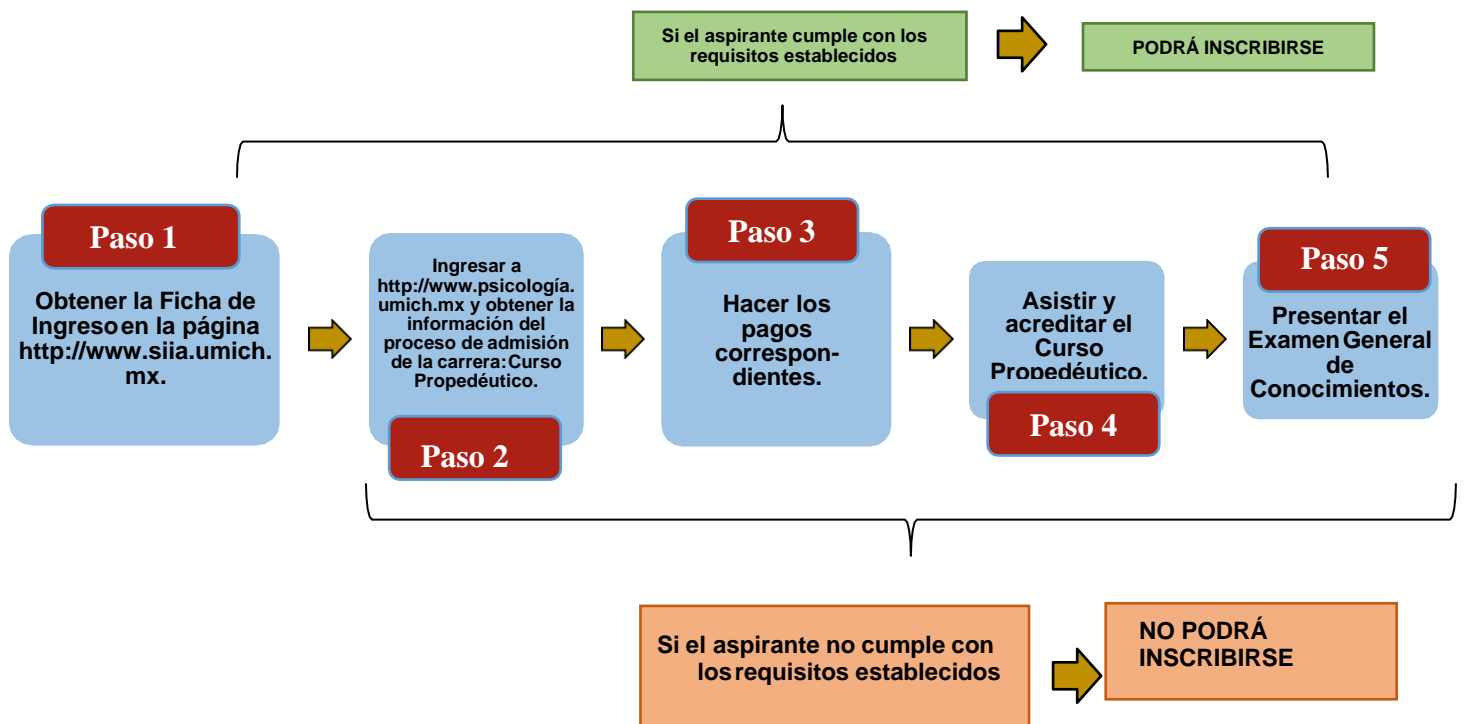 Si el aspirante cumple con los
requisitos establecidos
PODRÁ INSCRIBIRSE
Paso 1
Obtener la Ficha de
Ingreso en la página
http://www.siia.umich.
mx.
Ingresar a
http://www.psicología.
umich.mx y obtener la
información del
proceso de admisión
de la carrera: Curso
Propedéutico.
Paso 2
Paso 3
Hacer los
pagos
correspon-
dientes.
Asistir y
acreditar el
Curso
Propedéutico.
Paso 4
Paso 5
Presentar el
Examen General
de
Conocimientos.
Si el aspirante no cumple con
los requisitos establecidos
NO PODRÁ
INSCRIBIRSE